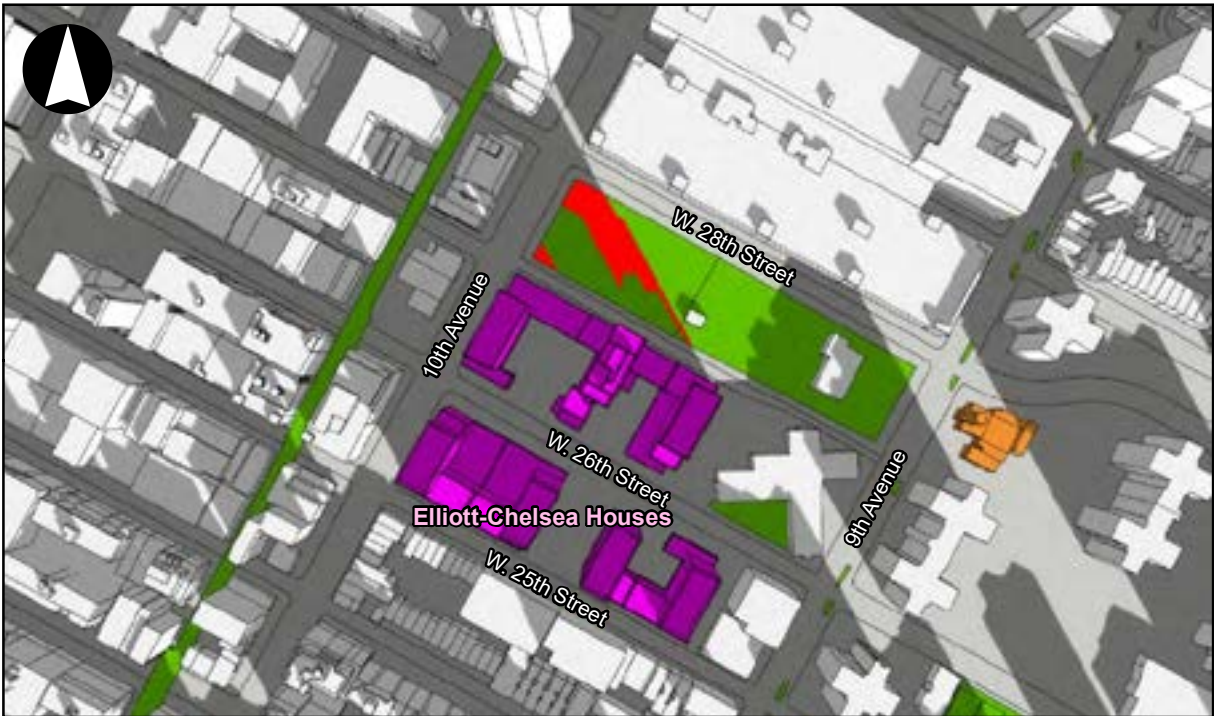 W. 28th Street
10th Avenue
W. 26th Street
9th Avenue
Elliott-Chelsea Houses
W. 25th Street